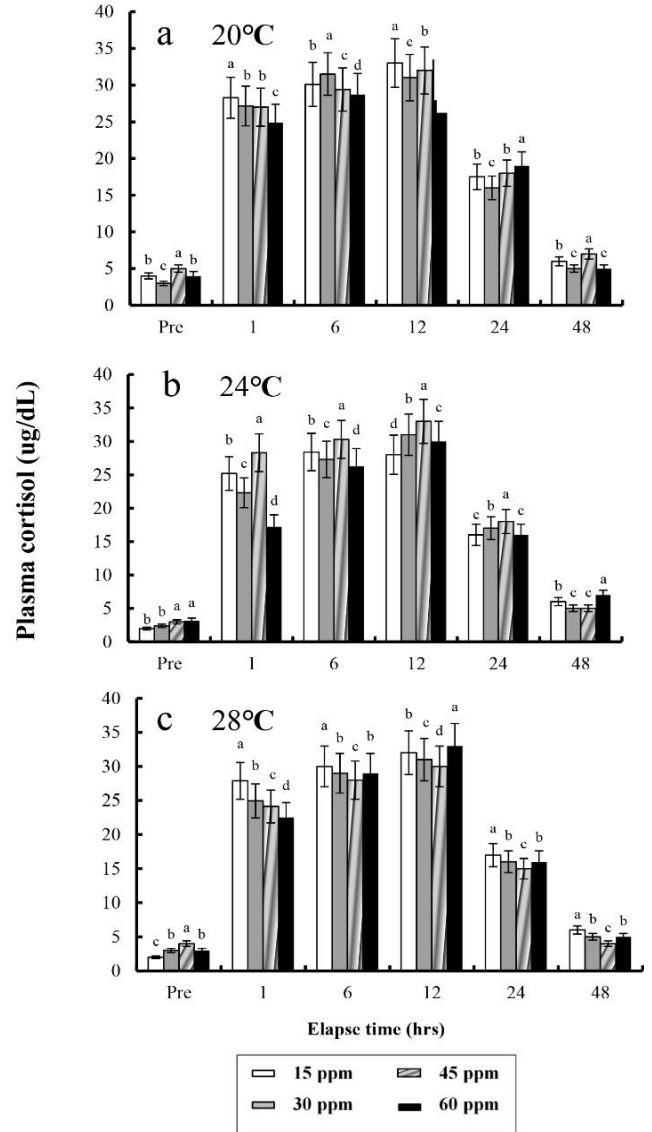 a 20°C
40
35
30
25
20
15
10
5
0
b c a b
a b b c
b a c d
a c b
b c b a
b c a c
Pre 1 6 12 24 48
b 24°C
40
35
30
25
20
15
10
5
0
b b a a
b c a d
b c a d
d b a c
c b a c
b c c a
Pre 1 6 12 24 48
c 28°C
40
35
30
25
20
15
10
5
0
c b a b
a b c d
a b c b
b c d a
a b c b
a b c b
Pre 1 6 12 24 48
Plasma cortisol (ug/dL)
Elapse time (hrs)
15 ppm 45 ppm
30 ppm 60 ppm